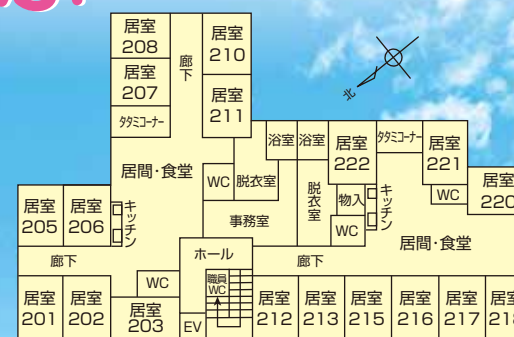 居室
208
居室
207
タタミコーナー
廊下
居室
210
居室
211
北
居間・食堂
WC
脱衣室
浴室
浴室
脱衣室
居室
222
物入
WC
タタミコーナー
居室
221
WC
居室
220
キッチン
居間・食堂
居室
205
居室
206
キッチン
事務室
廊下
ホール
廊下
職員
WC
EV
居室
201
居室
202
WC
居室
203
居室
212
居室
213
居室
215
居室
216
居室
217
居室
218